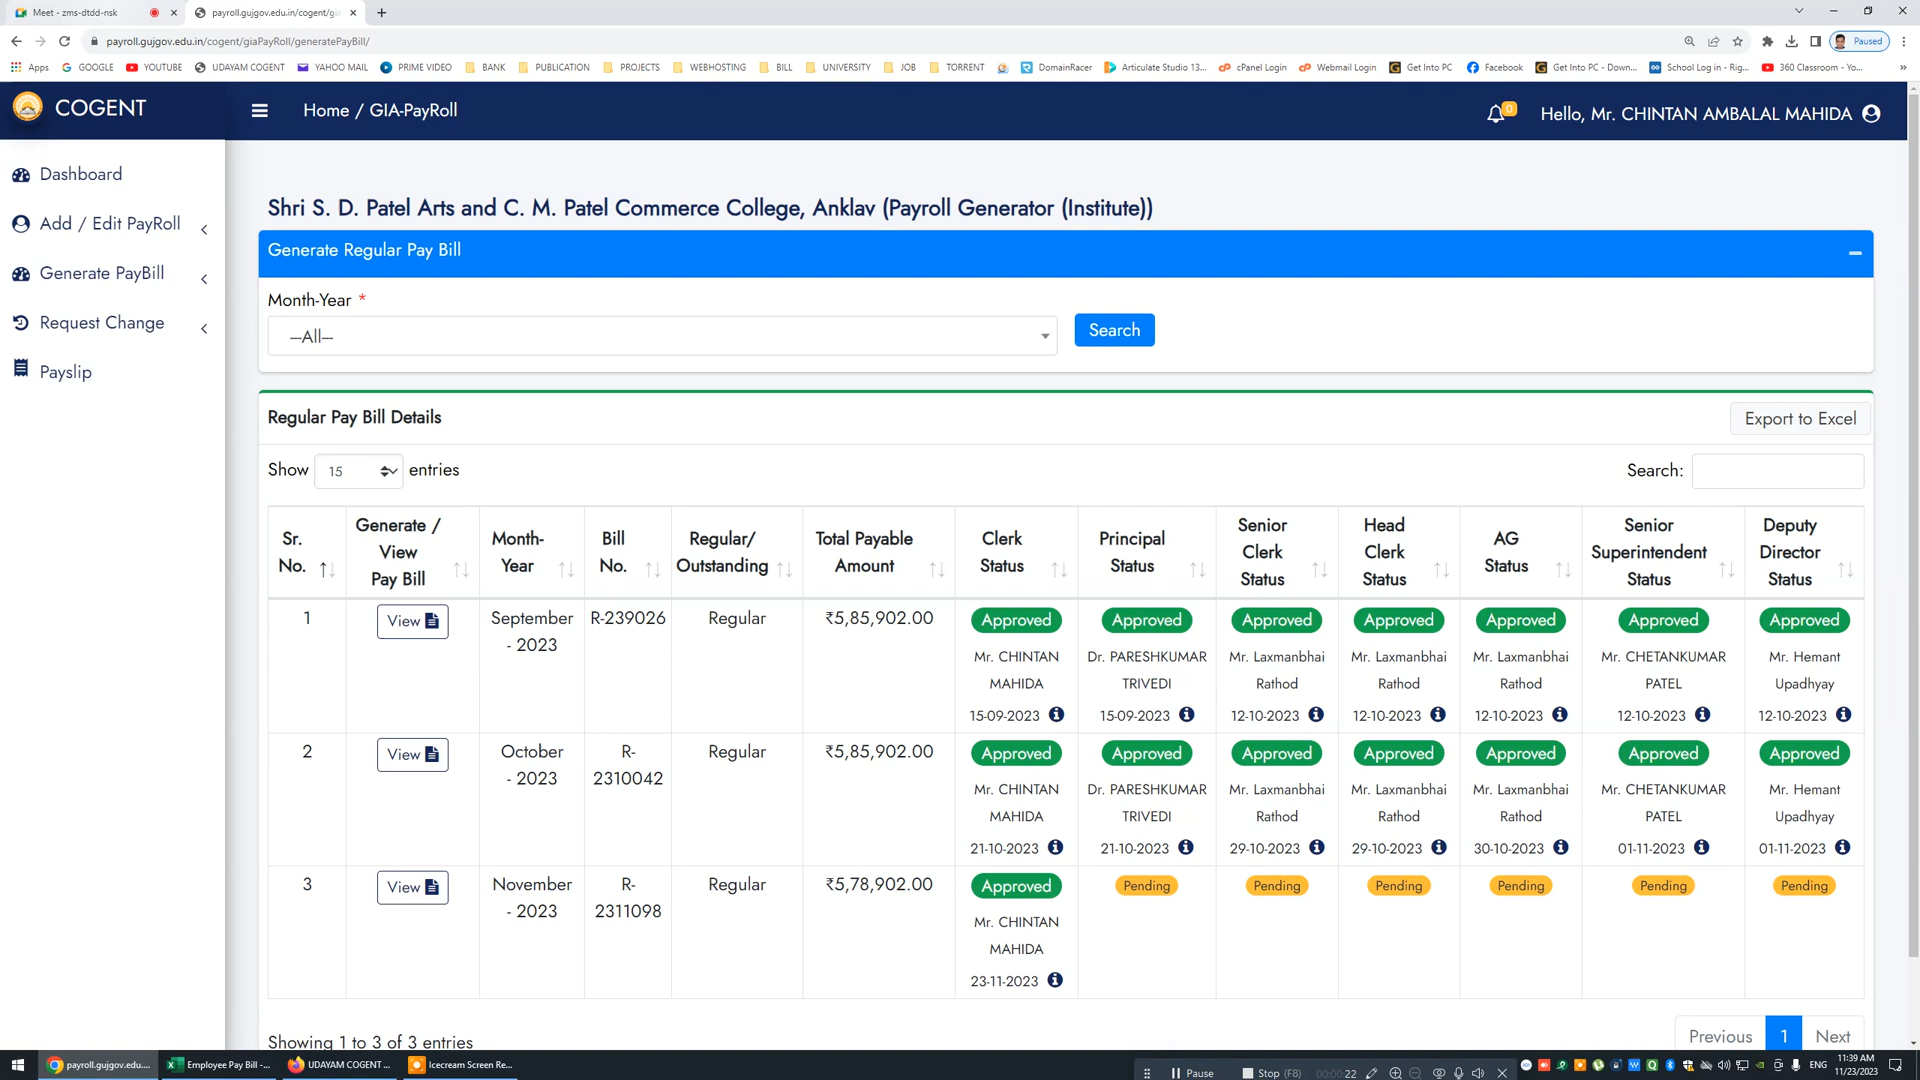 Meet - zms-dtdd-nsk
payroll.gujgov.edu.in/cogent/gia
payroll.gujgov.edu.in/cogent/giaPayRoll/generatePayBill/
Paused
Apps GOOGLE YOUTUBE UDAYAM COGENT YAHOO MAIL PRIME VIDEO BANK PUBLICATION PROJECTS WEBHOSTING BILL UNIVERSITY JOB TORRENT DomainRacer Articulate Studio 13... cPanel Login Webmail Login Get Into PC Facebook Get Into PC - Down... School Log in - Rig... 360 Classroom - Yo...
COGENT
Home / GIA-PayRoll
0
Hello, Mr. CHINTAN AMBALAL MAHIDA
Dashboard
Add / Edit PayRoll
Generate PayBill
Request Change
Payslip
Shri S. D. Patel Arts and C. M. Patel Commerce College, Anklav (Payroll Generator (Institute))
Generate Regular Pay Bill
Month-Year *
---All---
Search
Regular Pay Bill Details
Export to Excel
Show 15 entries
Search:
Sr. No. Generate / View Pay Bill Month-Year Bill No. Regular/ Outstanding Total Payable Amount Clerk Status Principal Status Senior Clerk Status Head Clerk Status AG Status Senior Superintendent Status Deputy Director Status
1 View September - 2023 R-239026 Regular ₹5,85,902.00 Approved Approved Approved Approved Approved Approved Approved
Mr. CHINTAN MAHIDA Dr. PARESHKUMAR TRIVEDI Mr. Laxmanbhai Rathod Mr. Laxmanbhai Rathod Mr. Laxmanbhai Rathod Mr. CHETANKUMAR PATEL Mr. Hemant Upadhyay
15-09-2023 15-09-2023 12-10-2023 12-10-2023 12-10-2023 12-10-2023 12-10-2023
2 View October - 2023 R-2310042 Regular ₹5,85,902.00 Approved Approved Approved Approved Approved Approved Approved
Mr. CHINTAN MAHIDA Dr. PARESHKUMAR TRIVEDI Mr. Laxmanbhai Rathod Mr. Laxmanbhai Rathod Mr. Laxmanbhai Rathod Mr. CHETANKUMAR PATEL Mr. Hemant Upadhyay
21-10-2023 21-10-2023 29-10-2023 29-10-2023 30-10-2023 01-11-2023 01-11-2023
3 View November - 2023 R-2311098 Regular ₹5,78,902.00 Approved Pending Pending Pending Pending Pending Pending
Mr. CHINTAN MAHIDA
23-11-2023
Showing 1 to 3 of 3 entries
Previous 1 Next
payroll.gujgov.edu.... Employee Pay Bill -... UDAYAM COGENT ... Icecream Screen Re...
Pause Stop (F8) 00:00:22
ENG
11:39 AM
11/23/2023